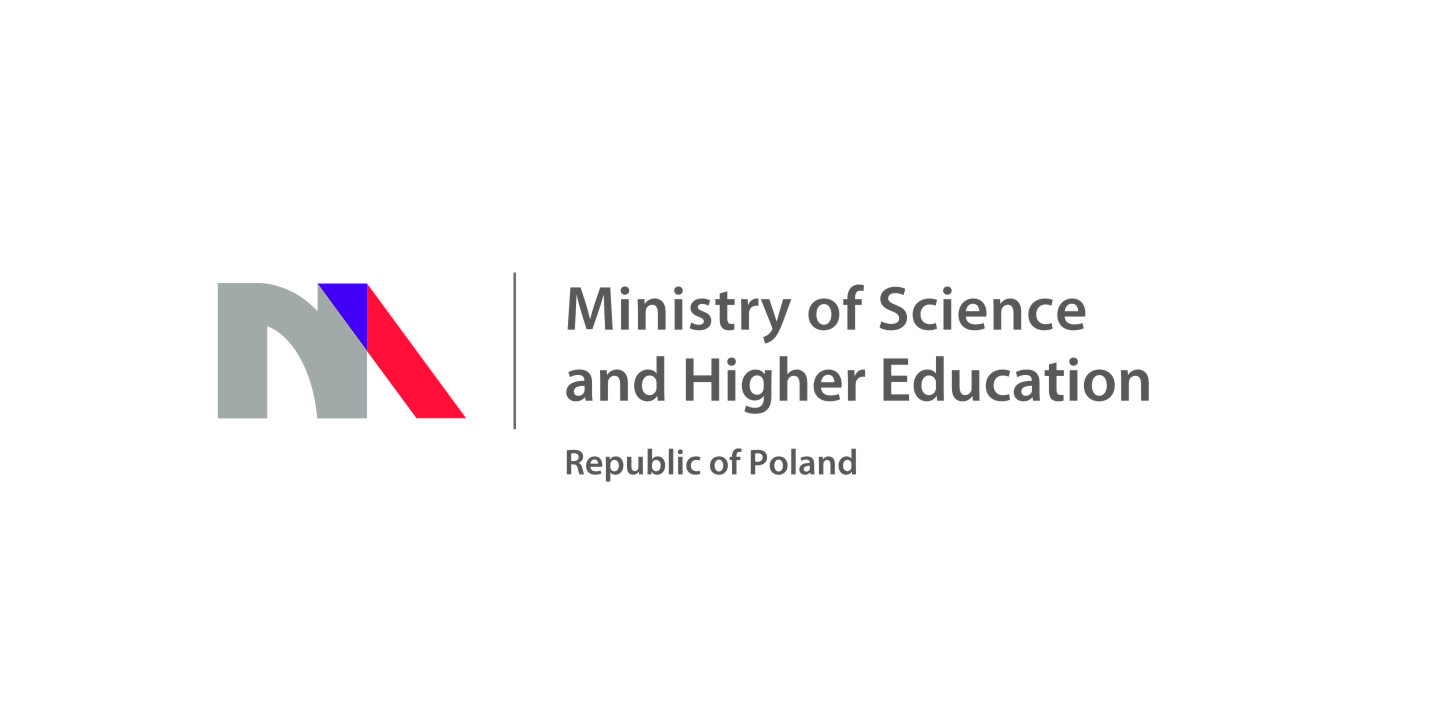 Ministry of Science
and Higher Education
Republic of Poland